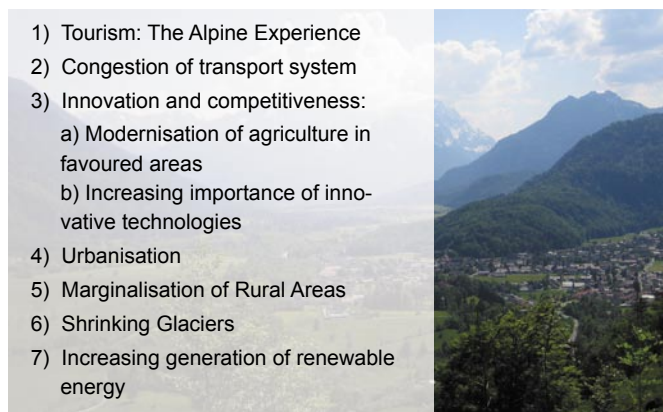 1) Tourism: The Alpine Experience
2) Congestion of transport system
3) Innovation and competitiveness:
a) Modernisation of agriculture in
favoured areas
b) Increasing importance of inno-
vative technologies
4) Urbanisation
5) Marginalisation of Rural Areas
6) Shrinking Glaciers
7) Increasing generation of renewable
energy